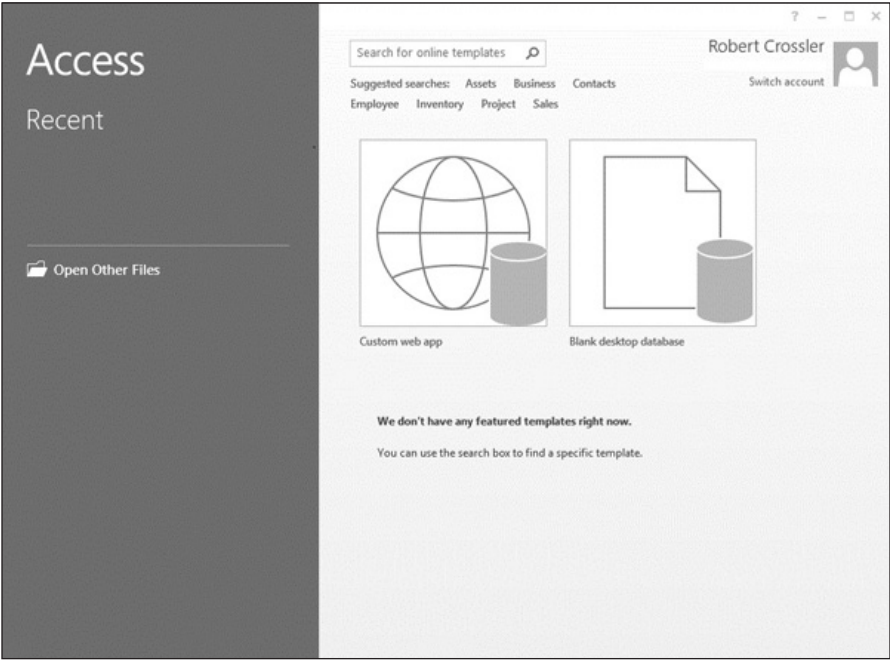 Access
Recent
Open Other Files
?
Search for online templates
Robert Crossler
Switch account
Suggested searches: Assets Business Contacts
Employee Inventory Project Sales
Custom web app
Blank desktop database
We don't have any featured templates right now.
You can use the search box to find a specific template.